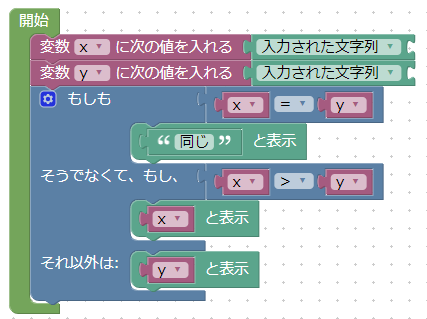 開始
変数 x に次の値を入れる 入力された文字列
変数 y に次の値を入れる 入力された文字列
もしも x = y
“ 同じ ” と表示
そうでなくて、もし、 x > y
x と表示
それ以外は: y と表示